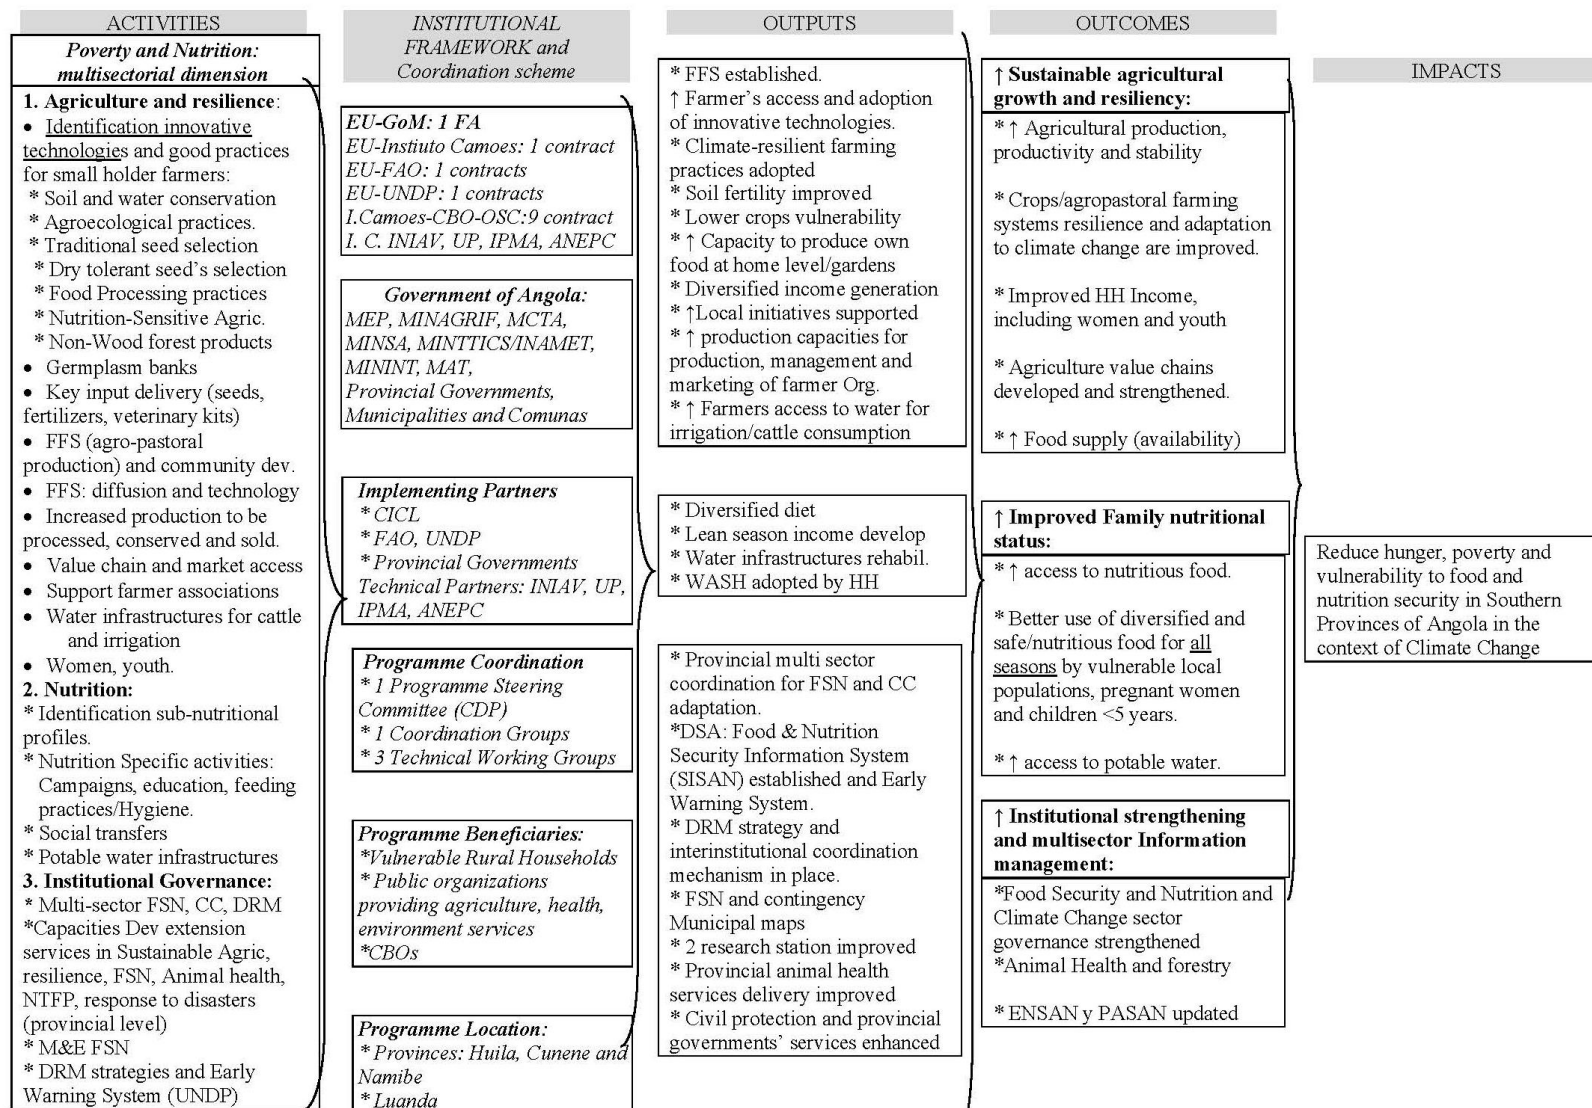 ACTIVITIES
Poverty and Nutrition:
multisectorial dimension
1. Agriculture and resilience:
• Identification innovative
technologies and good practices
for small holder farmers:
* Soil and water conservation
* Agroecological practices.
* Traditional seed selection
* Dry tolerant seed's selection
* Food Processing practices
* Nutrition-Sensitive Agric.
* Non-Wood forest products
• Germplasm banks
• Key input delivery (seeds,
fertilizers, veterinary kits)
• FFS (agro-pastoral
production) and community dev.
• FFS: diffusion and technology
• Increased production to be
processed, conserved and sold.
• Value chain and market access
• Support farmer associations
• Water infrastructures for cattle
and irrigation
• Women, youth.
2. Nutrition:
* Identification sub-nutritional
profiles.
* Nutrition Specific activities:
Campaigns, education, feeding
practices/Hygiene.
* Social transfers
* Potable water infrastructures
3. Institutional Governance:
* Multi-sector FSN, CC, DRM
*Capacities Dev extension
services in Sustainable Agric,
resilience, FSN, Animal health,
NTFP, response to disasters
(provincial level)
* M&E FSN
* DRM strategies and Early
Warning System (UNDP)
INSTITUTIONAL
FRAMEWORK and
Coordination scheme
EU-GoM: 1 FA
EU-Instiuto Camoes: 1 contract
EU-FAO: 1 contracts
EU-UNDP: 1 contracts
I.Camoes-CBO-OSC:9 contract
I. C. INIAV, UP, IPMA, ANEPC
Government of Angola:
MEP, MINAGRIF, MCTA,
MINSA, MINTTICS/INAMET,
MININT, MAT,
Provincial Governments,
Municipalities and Comunas
Implementing Partners
* CICL
* FAO, UNDP
* Provincial Governments
Technical Partners: INIAV, UP,
IPMA, ANEPC
Programme Coordination
* 1 Programme Steering
Committee (CDP)
* 1 Coordination Groups
* 3 Technical Working Groups
Programme Beneficiaries:
*Vulnerable Rural Households
* Public organizations
providing agriculture, health,
environment services
*CBOs
Programme Location:
* Provinces: Huila, Cunene and
Namibe
* Luanda
OUTPUTS
* FFS established.
↑ Farmer's access and adoption
of innovative technologies.
* Climate-resilient farming
practices adopted
* Soil fertility improved
* Lower crops vulnerability
* ↑ Capacity to produce own
food at home level/gardens
* Diversified income generation
* ↑Local initiatives supported
* ↑ production capacities for
production, management and
marketing of farmer Org.
* ↑ Farmers access to water for
irrigation/cattle consumption
* Diversified diet
* Lean season income develop
* Water infrastructures rehabil.
* WASH adopted by HH
* Provincial multi sector
coordination for FSN and CC
adaptation.
*DSA: Food & Nutrition
Security Information System
(SISAN) established and Early
Warning System.
* DRM strategy and
interinstitutional coordination
mechanism in place.
* FSN and contingency
Municipal maps
* 2 research station improved
* Provincial animal health
services delivery improved
* Civil protection and provincial
governments' services enhanced
OUTCOMES
↑ Sustainable agricultural
growth and resiliency:
* ↑ Agricultural production,
productivity and stability
* Crops/agropastoral farming
systems resilience and adaptation
to climate change are improved.
* Improved HH Income,
including women and youth
* Agriculture value chains
developed and strengthened.
* ↑ Food supply (availability)
↑ Improved Family nutritional
status:
* ↑ access to nutritious food.
* Better use of diversified and
safe/nutritious food for all
seasons by vulnerable local
populations, pregnant women
and children <5 years.
* ↑ access to potable water.
↑ Institutional strengthening
and multisector Information
management:
*Food Security and Nutrition and
Climate Change sector
governance strengthened
*Animal Health and forestry
* ENSAN y PASAN updated
IMPACTS
Reduce hunger, poverty and
vulnerability to food and
nutrition security in Southern
Provinces of Angola in the
context of Climate Change